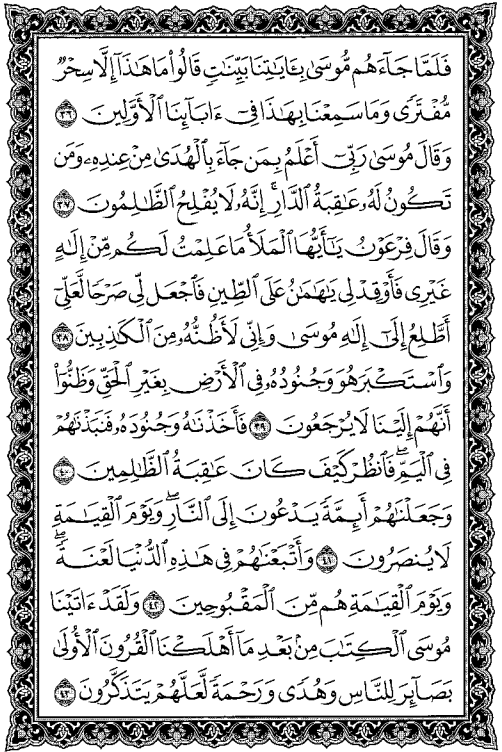 فَلَمَّا جَآءَهُم مُّوسَىٰ بِـَٔايَٰتِنَا بَيِّنَٰتٍ قَالُوا۟ مَا هَٰذَآ إِلَّا سِحْرٌ
مُّفْتَرًى وَمَا سَمِعْنَا بِهَٰذَا فِىٓ ءَابَآئِنَا ٱلْأَوَّلِينَ ٣٦
وَقَالَ مُوسَىٰ رَبِّىٓ أَعْلَمُ بِمَن جَآءَ بِٱلْهُدَىٰ مِنْ عِندِهِۦ وَمَن
تَكُونُ لَهُۥ عَٰقِبَةُ ٱلدَّارِ ۖ إِنَّهُۥ لَا يُفْلِحُ ٱلظَّٰلِمُونَ ٣٧
وَقَالَ فِرْعَوْنُ يَٰٓأَيُّهَا ٱلْمَلَأُ مَا عَلِمْتُ لَكُم مِّنْ إِلَٰهٍ
غَيْرِى فَأَوْقِدْ لِى يَٰهَٰمَٰنُ عَلَى ٱلطِّينِ فَٱجْعَل لِّى صَرْحًا لَّعَلِّىٓ
أَطَّلِعُ إِلَىٰٓ إِلَٰهِ مُوسَىٰ وَإِنِّى لَأَظُنُّهُۥ مِنَ ٱلْكَٰذِبِينَ ٣٨
وَٱسْتَكْبَرَ هُوَ وَجُنُودُهُۥ فِى ٱلْأَرْضِ بِغَيْرِ ٱلْحَقِّ وَظَنُّوٓا۟
أَنَّهُمْ إِلَيْنَا لَا يُرْجَعُونَ ٣٩ فَأَخَذْنَٰهُ وَجُنُودَهُۥ فَنَبَذْنَٰهُمْ
فِى ٱلْيَمِّ ۖ فَٱنظُرْ كَيْفَ كَانَ عَٰقِبَةُ ٱلظَّٰلِمِينَ ٤٠
وَجَعَلْنَٰهُمْ أَئِمَّةً يَدْعُونَ إِلَى ٱلنَّارِ ۖ وَيَوْمَ ٱلْقِيَٰمَةِ
لَا يُنصَرُونَ ٤١ وَأَتْبَعْنَٰهُمْ فِى هَٰذِهِ ٱلدُّنْيَا لَعْنَةً ۖ
وَيَوْمَ ٱلْقِيَٰمَةِ هُم مِّنَ ٱلْمَقْبُوحِينَ ٤٢ وَلَقَدْ ءَاتَيْنَا
مُوسَى ٱلْكِتَٰبَ مِنۢ بَعْدِ مَآ أَهْلَكْنَا ٱلْقُرُونَ ٱلْأُولَىٰ
بَصَآئِرَ لِلنَّاسِ وَهُدًى وَرَحْمَةً لَّعَلَّهُمْ يَتَذَكَّرُونَ ٤٣